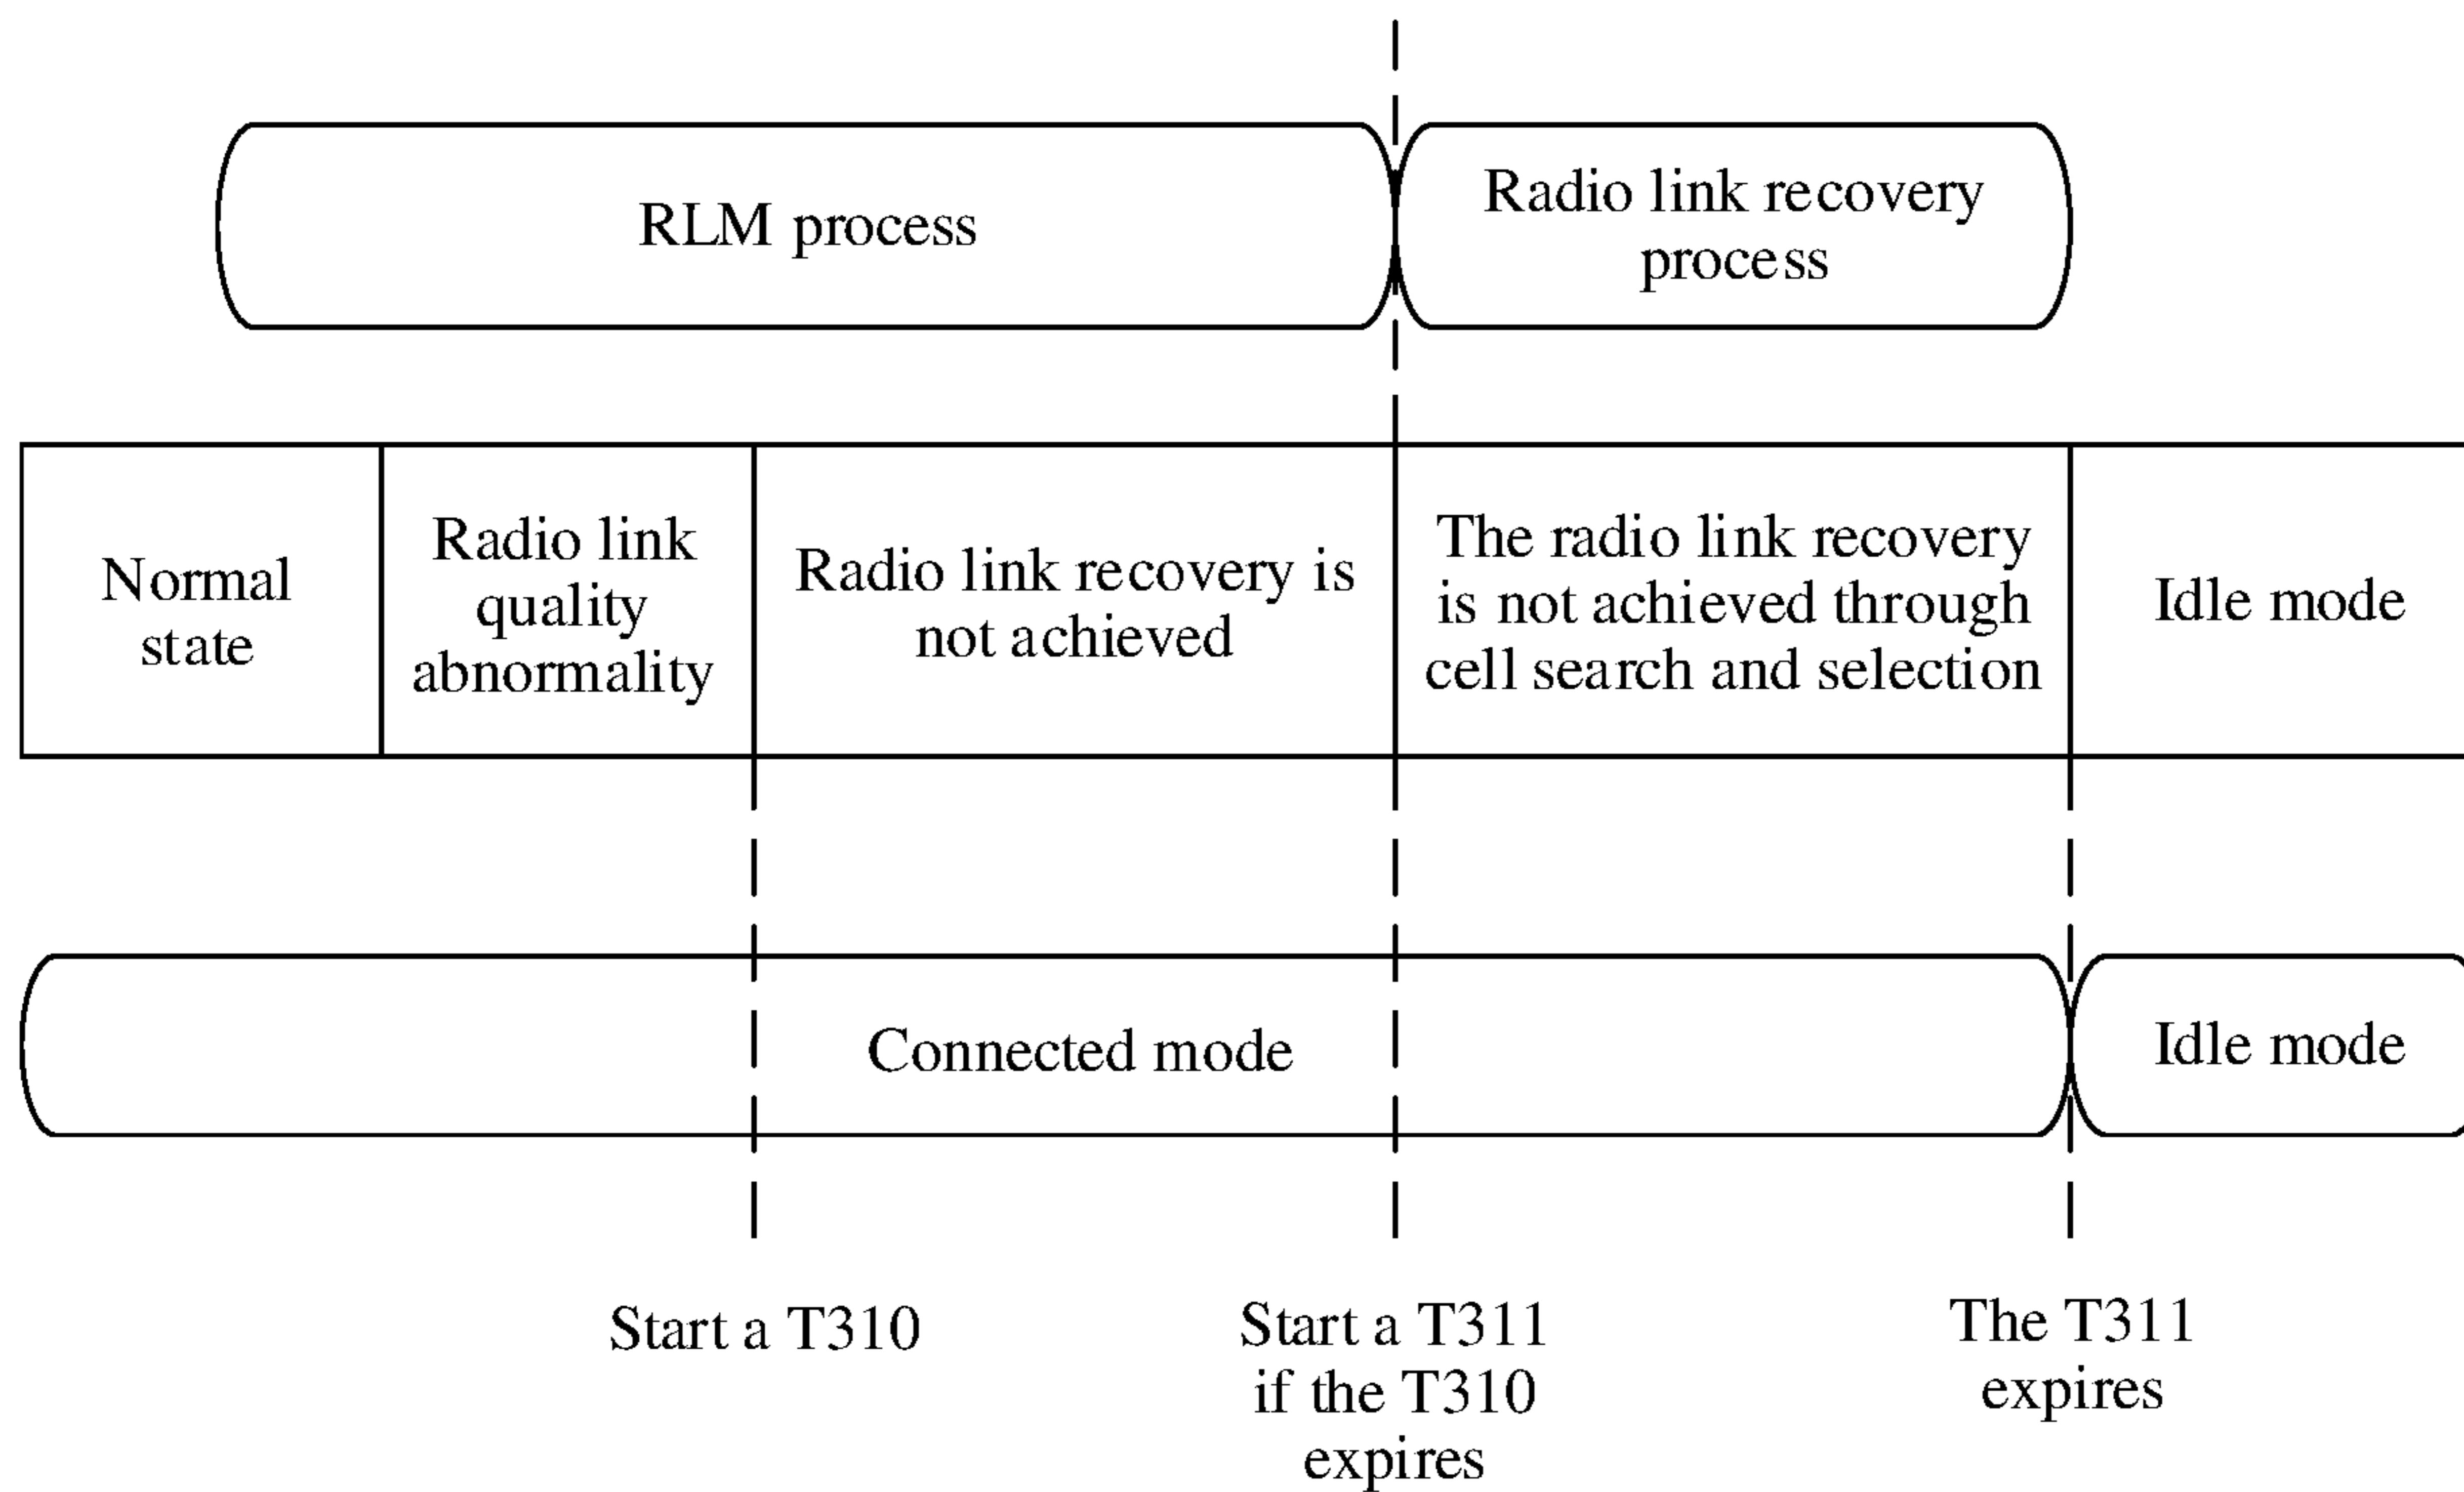 RLM process
Radio link recovery
process
Normal
state
Radio link
quality
abnormality
Radio link recovery is
not achieved
The radio link recovery
is not achieved through
cell search and selection
Idle mode
Connected mode
Idle mode
Start a T310
Start a T311
if the T310
expires
The T311
expires